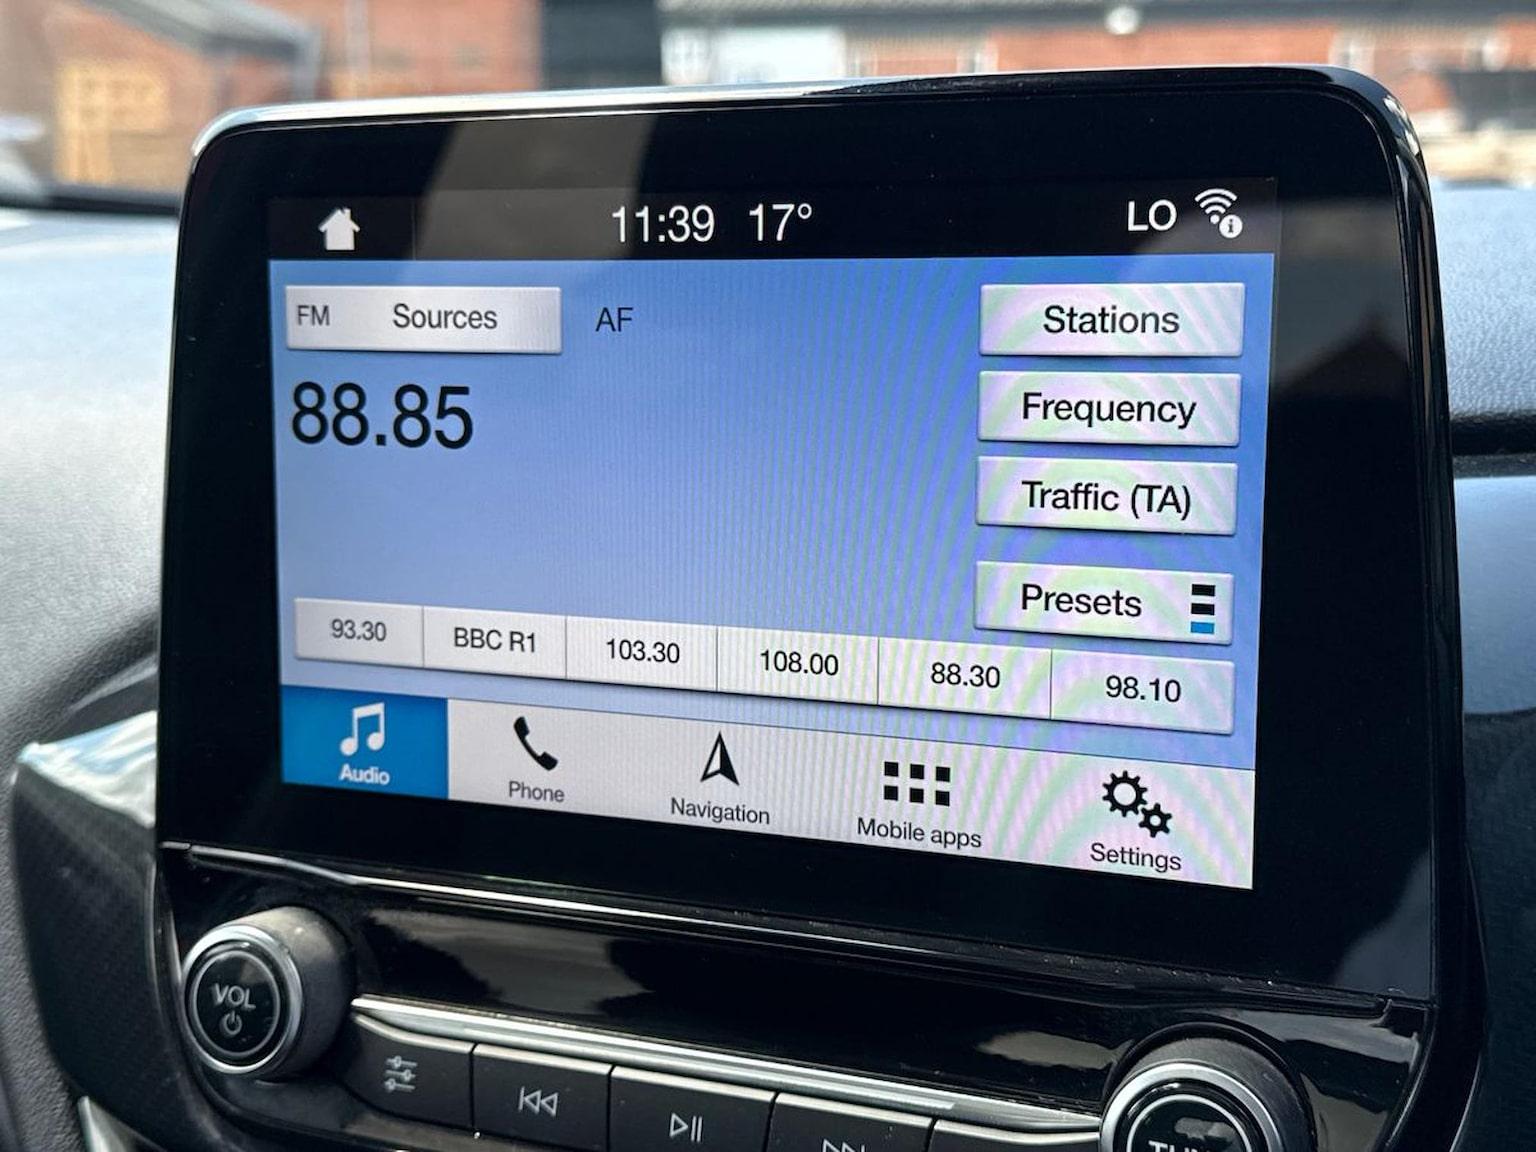 11:39 17° LO
FM Sources AF Stations
88.85
Frequency
Traffic (TA)
Presets
93.30 BBC R1 103.30 108.00 88.30 98.10
Audio Phone Navigation Mobile apps Settings
VOL